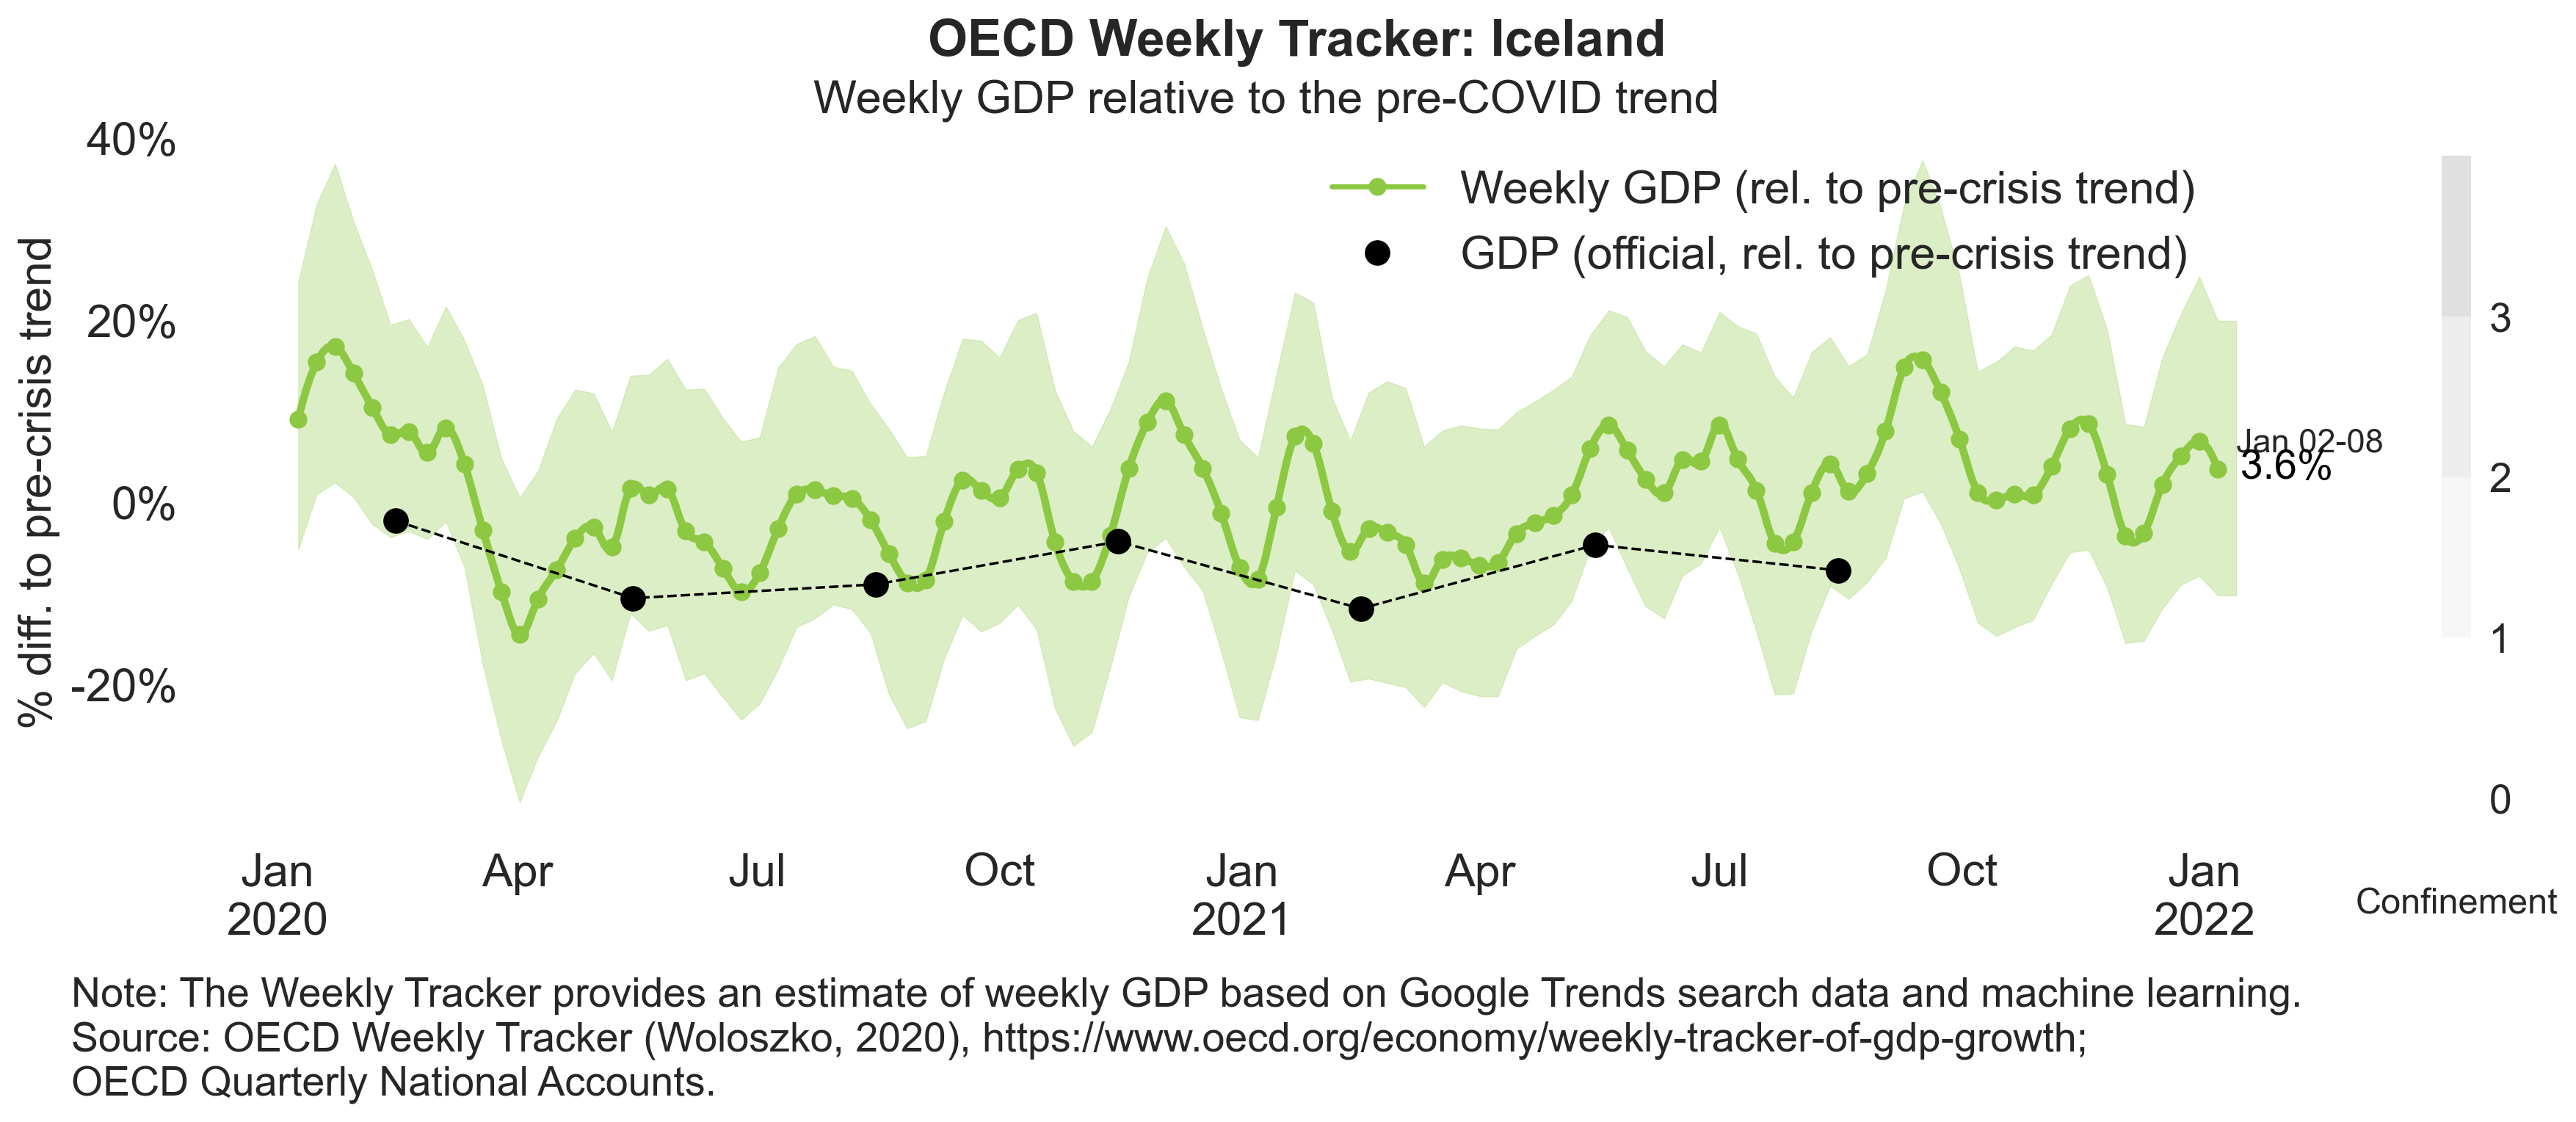 OECD Weekly Tracker: Iceland
Weekly GDP relative to the pre-COVID trend
% diff. to pre-crisis trend
40%
20%
0%
-20%
Weekly GDP (rel. to pre-crisis trend)
GDP (official, rel. to pre-crisis trend)
Jan 02-08
3.6%
3
2
1
0
Confinement
Jan Apr Jul Oct Jan Apr Jul Oct Jan
2020 2021 2022
Note: The Weekly Tracker provides an estimate of weekly GDP based on Google Trends search data and machine learning.
Source: OECD Weekly Tracker (Woloszko, 2020), https://www.oecd.org/economy/weekly-tracker-of-gdp-growth;
OECD Quarterly National Accounts.